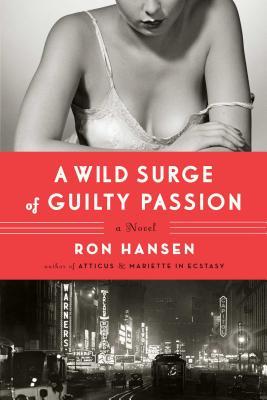 A WILD SURGE
of GUILTY PASSION
a Novel
RON HANSEN
author of ATTICUS & MARIETTE IN ECSTASY
WARNERS